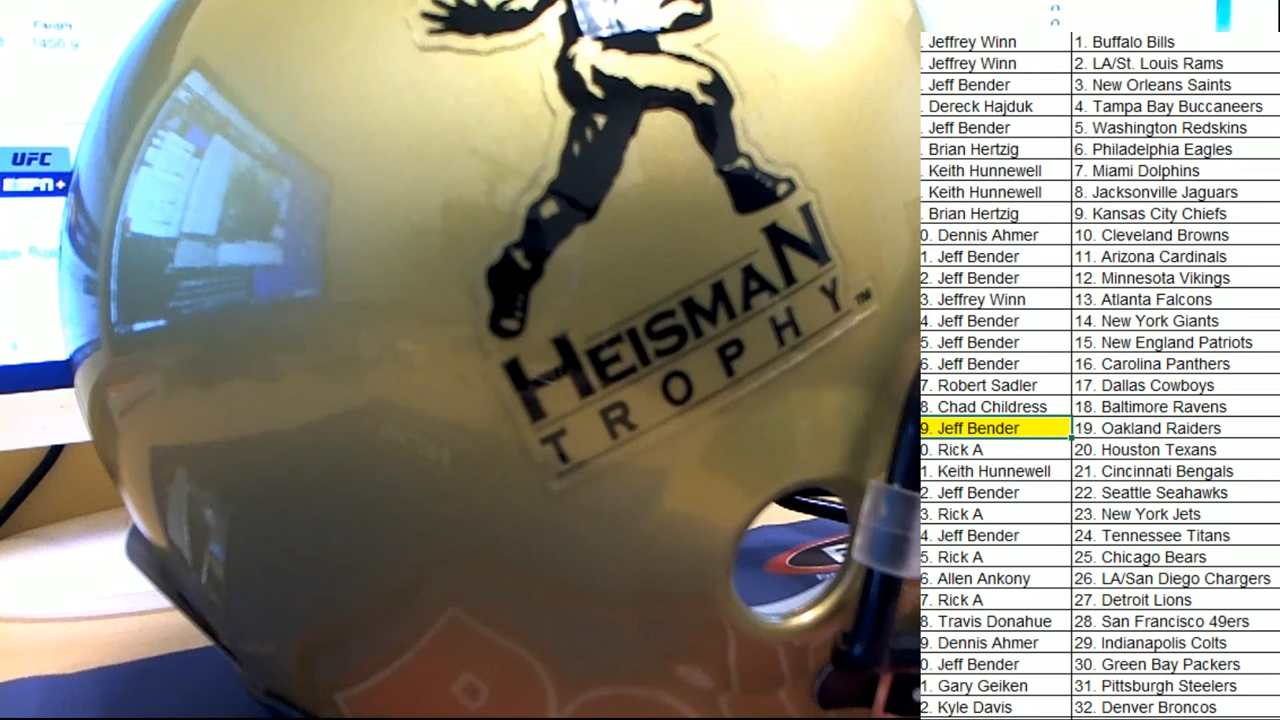 UFC
ESPN+
HEISMAN
TROPHY™
. Jeffrey Winn 1. Buffalo Bills
. Jeffrey Winn 2. LA/St. Louis Rams
. Jeff Bender 3. New Orleans Saints
. Dereck Hajduk 4. Tampa Bay Buccaneers
. Jeff Bender 5. Washington Redskins
. Brian Hertzig 6. Philadelphia Eagles
. Keith Hunnewell 7. Miami Dolphins
. Keith Hunnewell 8. Jacksonville Jaguars
. Brian Hertzig 9. Kansas City Chiefs
0. Dennis Ahmer 10. Cleveland Browns
1. Jeff Bender 11. Arizona Cardinals
2. Jeff Bender 12. Minnesota Vikings
3. Jeffrey Winn 13. Atlanta Falcons
4. Jeff Bender 14. New York Giants
5. Jeff Bender 15. New England Patriots
6. Jeff Bender 16. Carolina Panthers
7. Robert Sadler 17. Dallas Cowboys
8. Chad Childress 18. Baltimore Ravens
9. Jeff Bender 19. Oakland Raiders
0. Rick A 20. Houston Texans
1. Keith Hunnewell 21. Cincinnati Bengals
2. Jeff Bender 22. Seattle Seahawks
3. Rick A 23. New York Jets
4. Jeff Bender 24. Tennessee Titans
5. Rick A 25. Chicago Bears
6. Allen Ankony 26. LA/San Diego Chargers
7. Rick A 27. Detroit Lions
8. Travis Donahue 28. San Francisco 49ers
9. Dennis Ahmer 29. Indianapolis Colts
0. Jeff Bender 30. Green Bay Packers
1. Gary Geiken 31. Pittsburgh Steelers
2. Kyle Davis 32. Denver Broncos